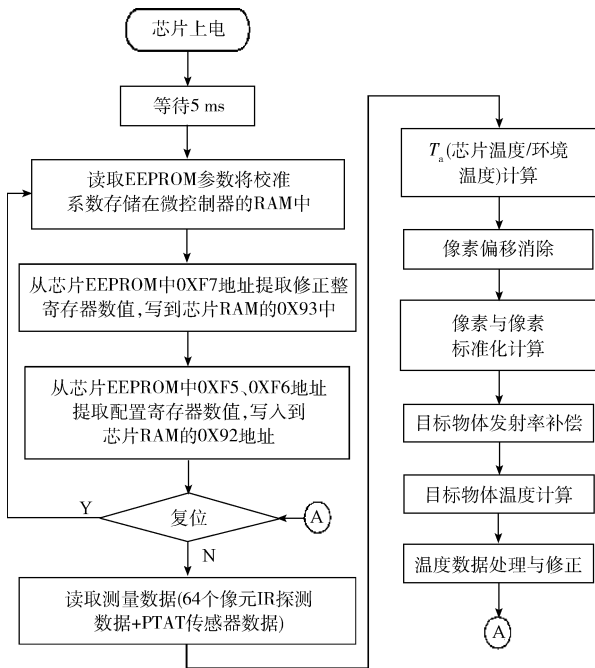 芯片上电
等待5 ms
读取EEPROM参数将校准
系数存储在微控制器的RAM中
从芯片EEPROM中0XF7地址提取修正整
寄存器数值,写到芯片RAM的0X93中
从芯片EEPROM中0XF5、0XF6地址
提取配置寄存器数值,写入到
芯片RAM的0X92地址
Y
复位
A
N
读取测量数据(64个像元IR探测
数据+PTAT传感器数据)
Ta(芯片温度/环境
温度)计算
像素偏移消除
像素与像素
标准化计算
目标物体发射率补偿
目标物体温度计算
温度数据处理与修正
A